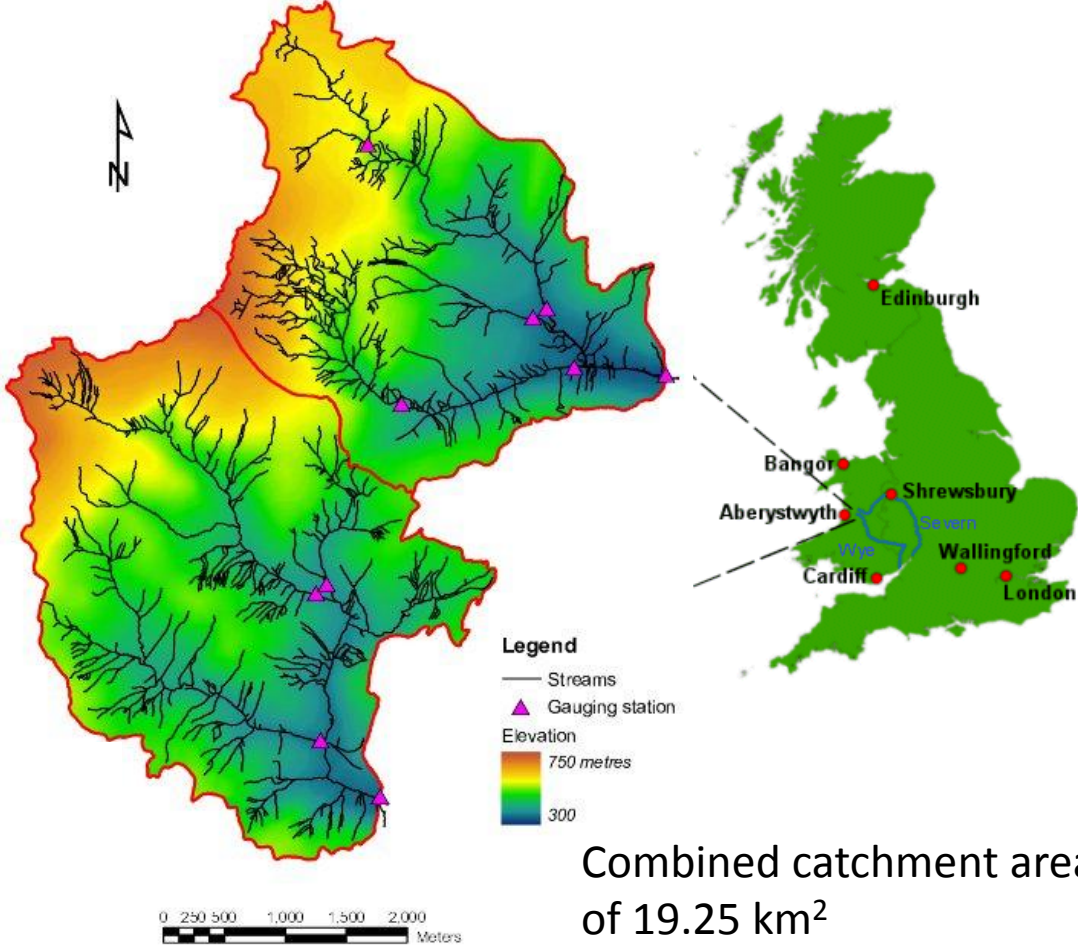 N
Edinburgh
Bangor
Shrewsbury
Aberystwyth
Severn
Wye
Wallingford
Cardiff
London
Legend
Streams
Gauging station
Elevation
750 metres
300
0 250 500 1,000 1,500 2,000
Meters
Combined catchment area
of 19.25 km²